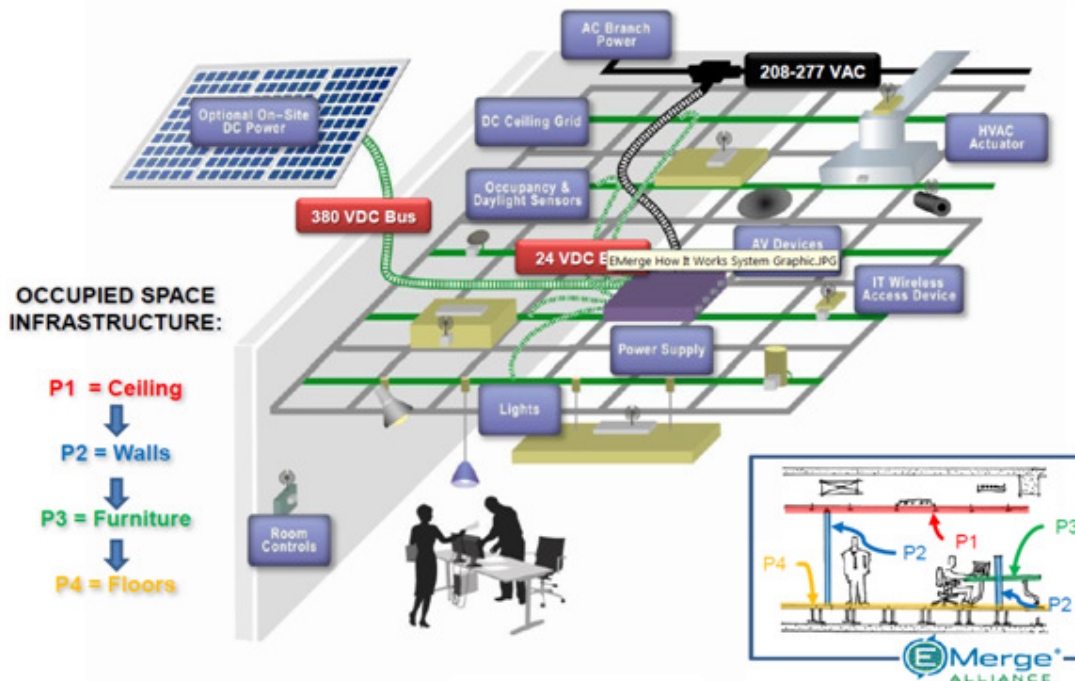 AC Branch
Power
208-277 VAC
Optional On-Site
DC Power
DC Ceiling Grid
HVAC
Actuator
Occupancy &
Daylight Sensors
380 VDC Bus
24 VDC
AV Devices
EMerge How It Works System Graphic.JPG
IT Wireless
Access Device
OCCUPIED SPACE
INFRASTRUCTURE:
Power Supply
P1 = Ceiling
Lights
P2 = Walls
P3 = Furniture
Room
Controls
P4 = Floors
P3
P2
P1
P4
P2
EMerge®
ALLIANCE